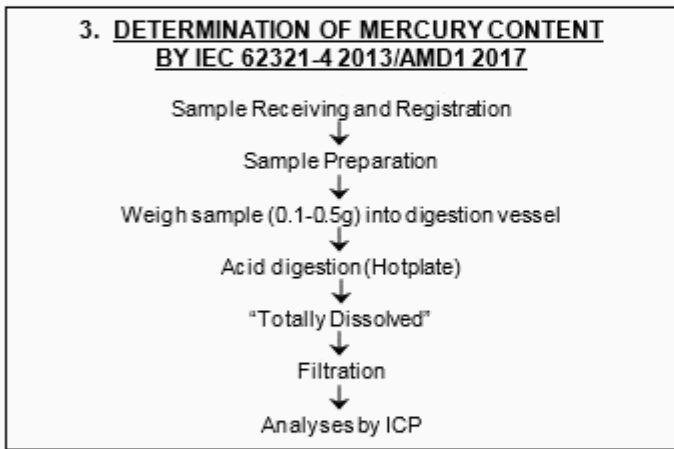 3. DETERMINATION OF MERCURY CONTENT
BY IEC 62321-4 2013/AMD1 2017
Sample Receiving and Registration
Sample Preparation
Weigh sample (0.1-0.5g) into digestion vessel
Acid digestion (Hotplate)
“Totally Dissolved”
Filtration
Analyses by ICP